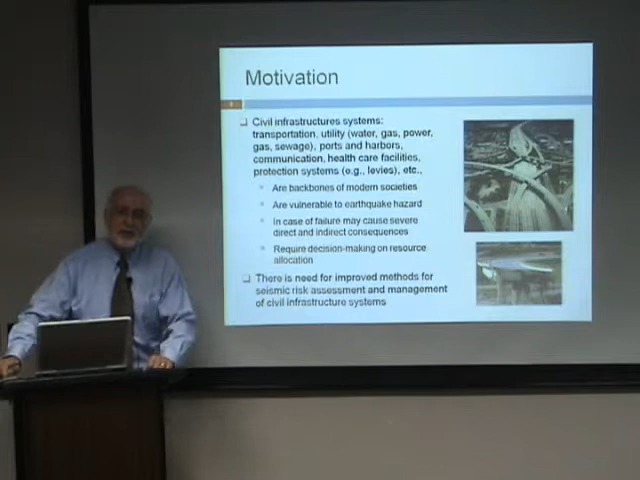 Motivation
Civil infrastructures systems:
transportation, utility (water, gas, power,
gas, sewage), ports and harbors,
communication, health care facilities,
protection systems (e.g., levies), etc.,
Are backbones of modern societies
Are vulnerable to earthquake hazard
In case of failure may cause severe
direct and indirect consequences
Require decision-making on resource
allocation
There is need for improved methods for
seismic risk assessment and management
of civil infrastructure systems